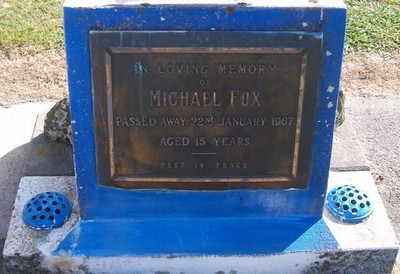 IN LOVING MEMORY
OF
MICHAEL FOX
PASSED AWAY 22ND JANUARY 1967
AGED 15 YEARS
REST IN PEACE